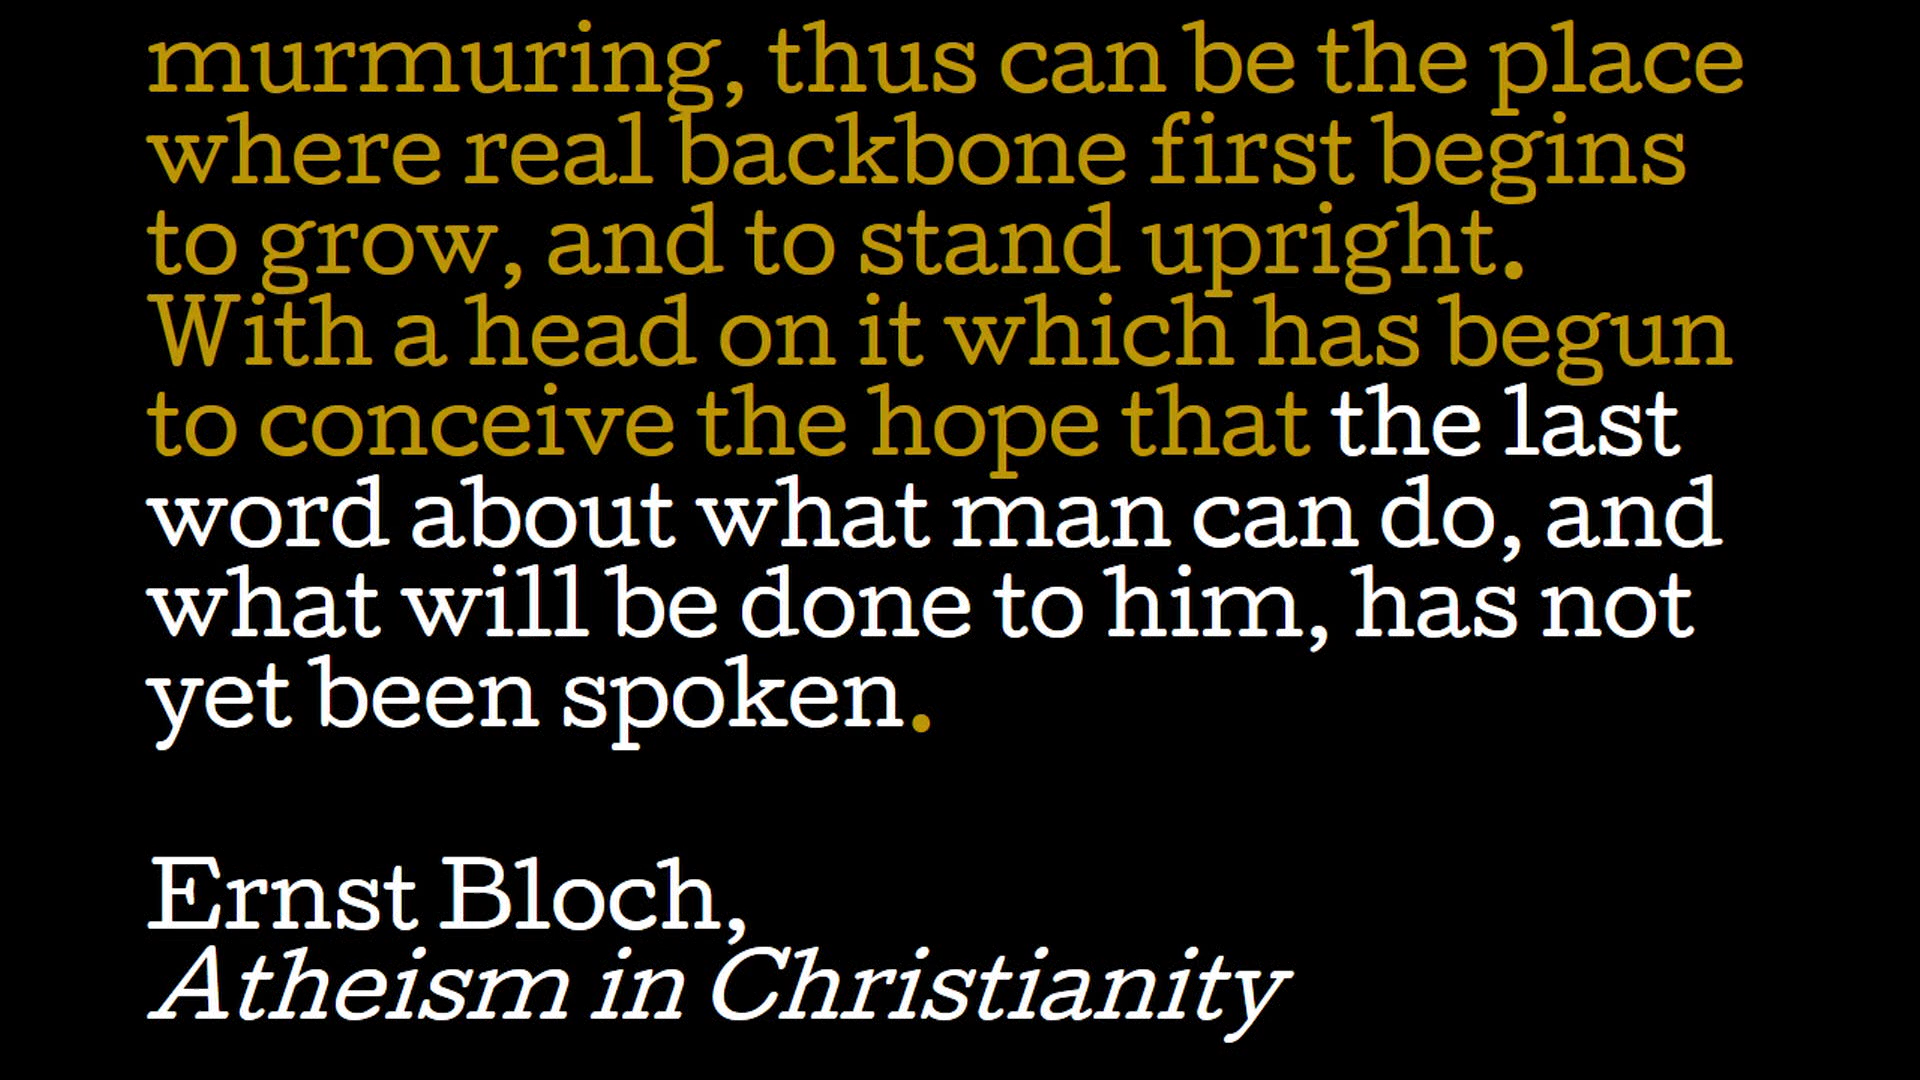 murmuring, thus can be the place
where real backbone first begins
to grow, and to stand upright.
With a head on it which has begun
to conceive the hope that the last
word about what man can do, and
what will be done to him, has not
yet been spoken.
Ernst Bloch,
Atheism in Christianity